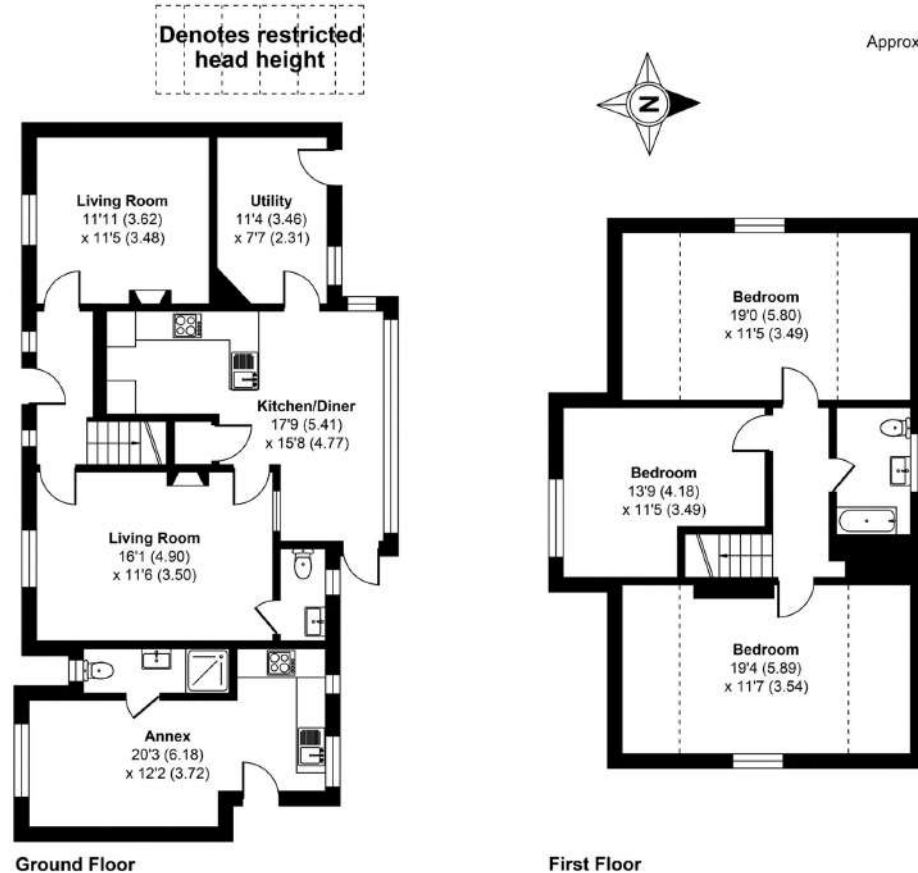 Denotes restricted
head height
Approx
N
Living Room
11'11 (3.62)
x 11'5 (3.48)
Utility
11'4 (3.46)
x 7'7 (2.31)
Kitchen/Diner
17'9 (5.41)
x 15'8 (4.77)
Living Room
16'1 (4.90)
x 11'6 (3.50)
Annex
20'3 (6.18)
x 12'2 (3.72)
Ground Floor
Bedroom
19'0 (5.80)
x 11'5 (3.49)
Bedroom
13'9 (4.18)
x 11'5 (3.49)
Bedroom
19'4 (5.89)
x 11'7 (3.54)
First Floor